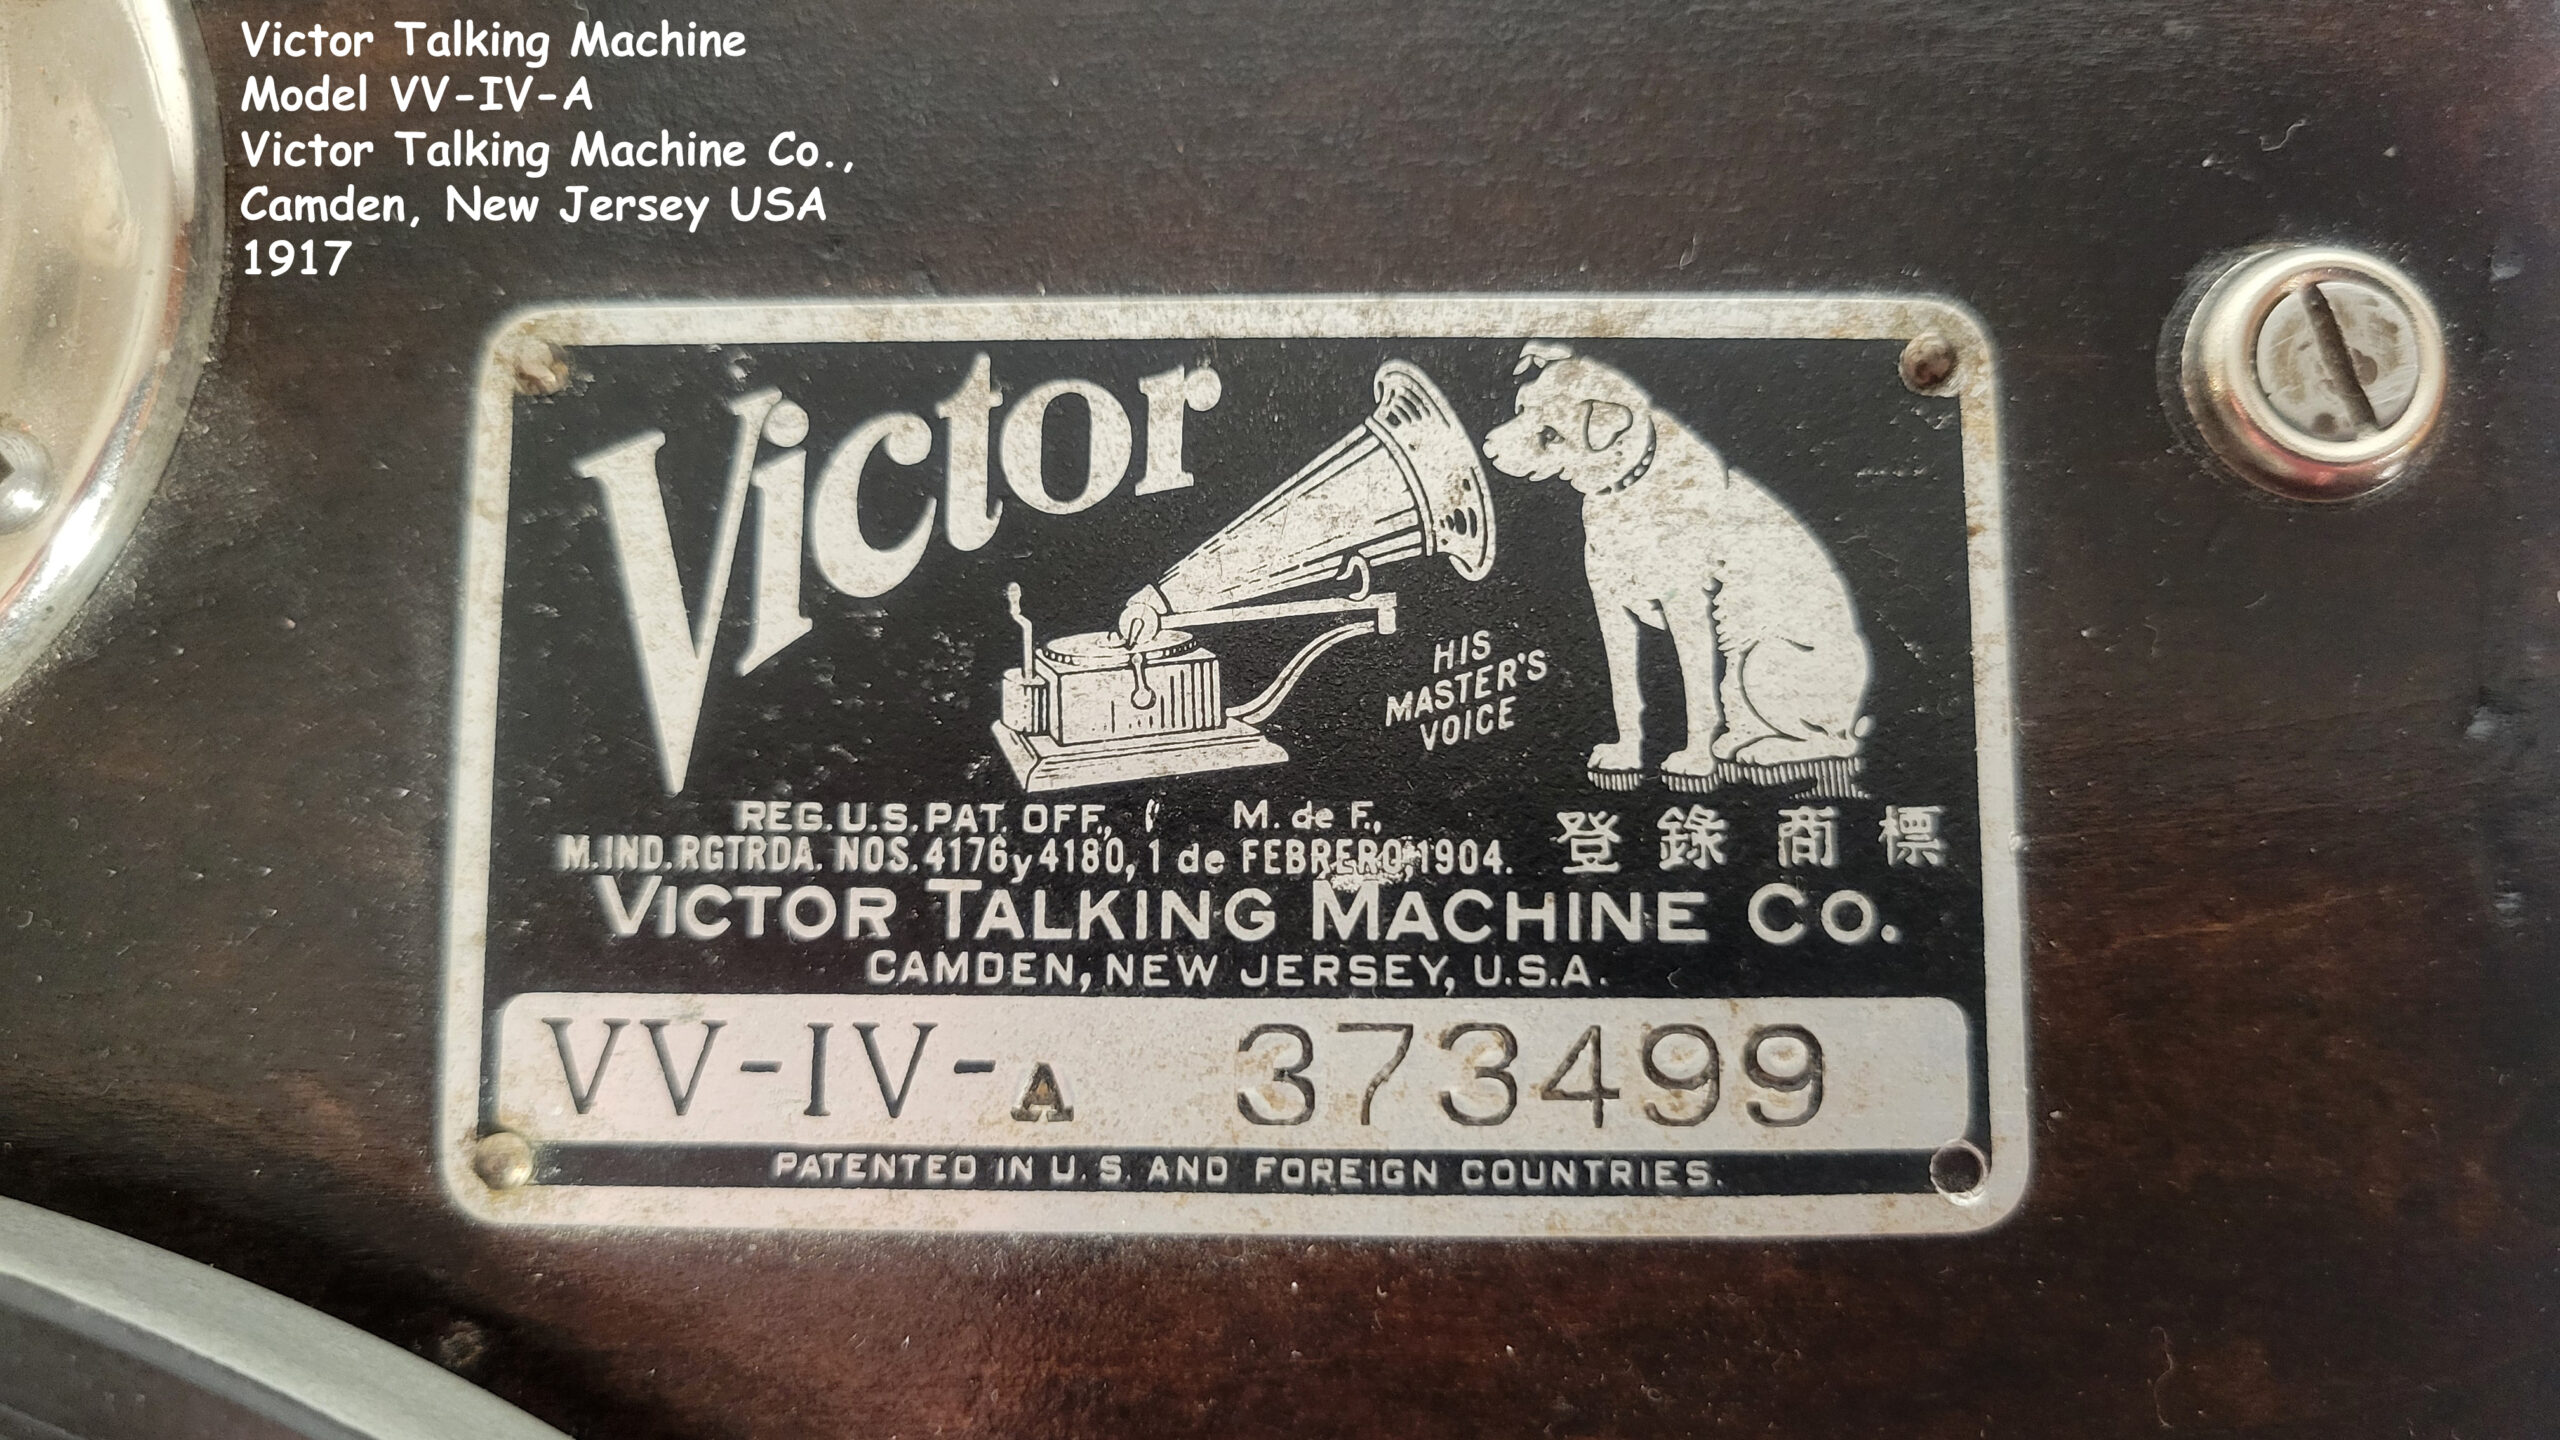 Victor Talking Machine
Model VV-IV-A
Victor Talking Machine Co.,
Camden, New Jersey USA
1917
Victor
HIS
MASTER'S
VOICE
REG. U.S. PAT. OFF., M. de F.,
M. IND. RGTRDA. NOS. 4176 y 4180, 1 de FEBRERO, 1904.
登錄商標
VICTOR TALKING MACHINE CO.
CAMDEN, NEW JERSEY, U.S.A.
VV-IV-A 373499
PATENTED IN U.S. AND FOREIGN COUNTRIES.